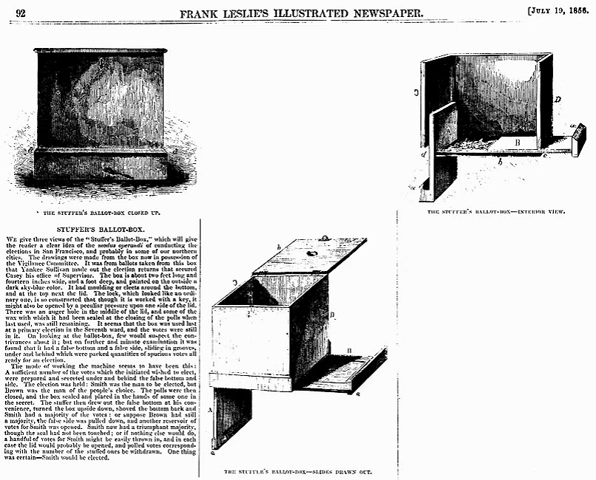 92
FRANK LESLIE'S ILLUSTRATED NEWSPAPER.
[JULY 19, 1856.
THE STUFFER'S BALLOT-BOX CLOSED UP.
THE STUFFER'S BALLOT-BOX—INTERIOR VIEW.
STUFFER'S BALLOT-BOX.
WE give three views of the "Stuffer's Ballot-Box," which will give
the reader a clear idea of the modus operandi of conducting the
elections in San Francisco, and probably in some of our northern
cities. The drawings were made from the box now in possession of
the Vigilance Committee. It was from ballots taken from this box
that Yankee Sullivan made out the election returns that secured
Casey his office of Supervisor. The box is about two feet long and
fourteen inches wide, and a foot deep, and painted on the outside a
dark sky-blue color. It had moulding or cleets around the bottom,
and at the top next the lid. The lock, which looked like an ordi-
nary one, is so constructed that though it is worked with a key, it
might also be opened by a peculiar pressure upon one side of the lid.
There was an auger hole in the middle of the lid, and some of the
wax with which it had been sealed at the closing of the polls when
last used, was still remaining. It seems that the box was used last
at a primary election in the Seventh ward, and the votes were still
in it. On looking at the ballot-box, few would suspect the con-
trivances about it; but on further and minute examination it was
found that it had a false bottom and a false side, sliding in grooves,
under and behind which were packed quantities of spurious votes all
ready for an election.
The mode of working the machine seems to have been this:
A sufficient number of the votes which the initiated wished to elect,
were prepared and secreted under and behind the false bottom and
side. The election was held: Smith was the man to be elected, but
Brown was the man of the people's choice. The polls were then
closed, and the box sealed and placed in the hands of some one in
the secret. The stuffer then drew out the false bottom at his con-
venience, turned the box upside down, shoved the bottom back and
Smith had a majority of the votes: or suppose Brown had still
a majority, the false side was pulled down, and another reservoir of
votes for Smith was opened. Smith now had a triumphant majority,
though the seal had not been touched; or if nothing else would do,
a handful of votes for Smith might be easily thrown in, and in each
case the lid would probably be opened, and polled votes correspond-
ing with the number of the stuffed ones be withdrawn. One thing
was certain—Smith would be elected.
THE STUFFER'S BALLOT-BOX—SLIDES DRAWN OUT.